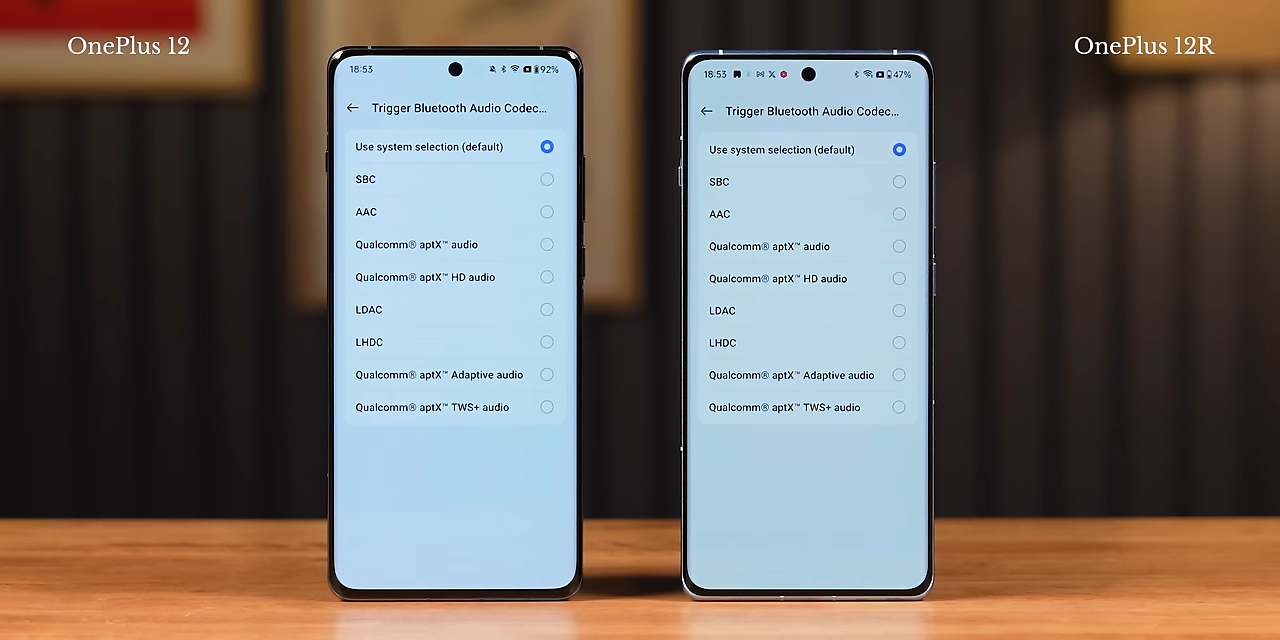 OnePlus 12
OnePlus 12R
18:53
92%
Trigger Bluetooth Audio Codec...
Use system selection (default)
SBC
AAC
Qualcomm® aptX™ audio
Qualcomm® aptX™ HD audio
LDAC
LHDC
Qualcomm® aptX™ Adaptive audio
Qualcomm® aptX™ TWS+ audio
18:53
47%
Trigger Bluetooth Audio Codec...
Use system selection (default)
SBC
AAC
Qualcomm® aptX™ audio
Qualcomm® aptX™ HD audio
LDAC
LHDC
Qualcomm® aptX™ Adaptive audio
Qualcomm® aptX™ TWS+ audio